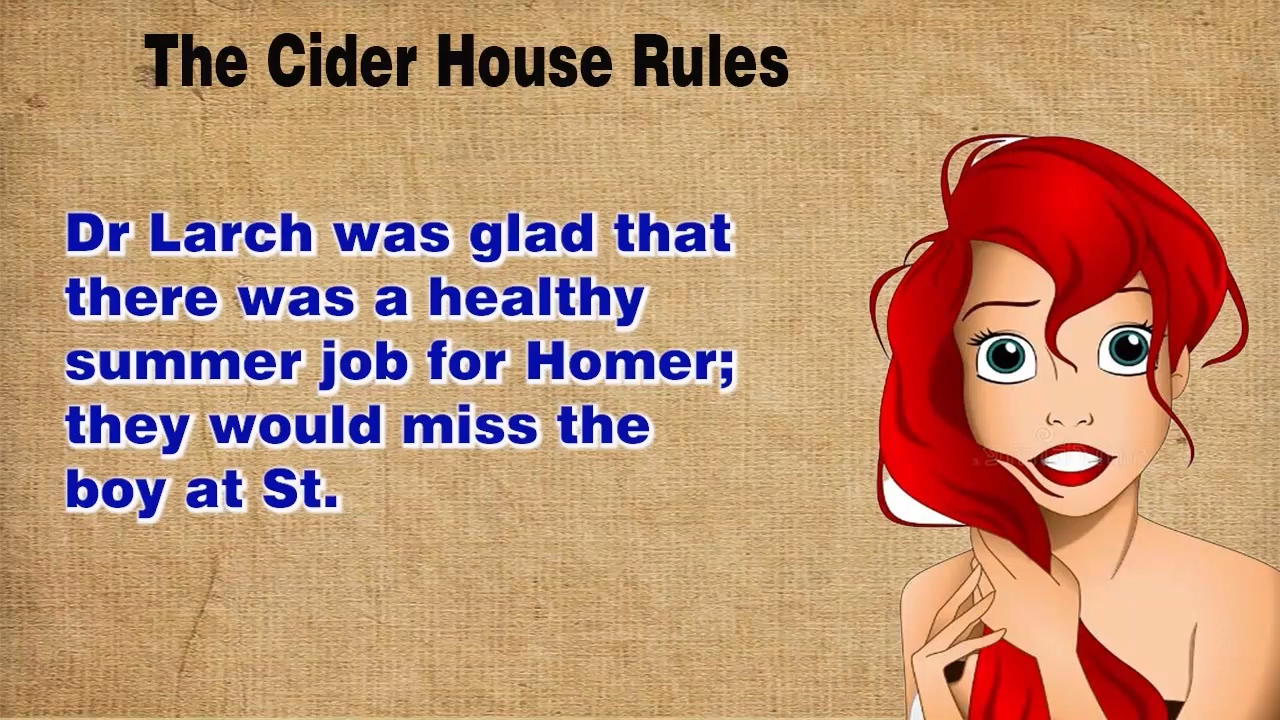 The Cider House Rules
Dr Larch was glad that
there was a healthy
summer job for Homer;
they would miss the
boy at St.